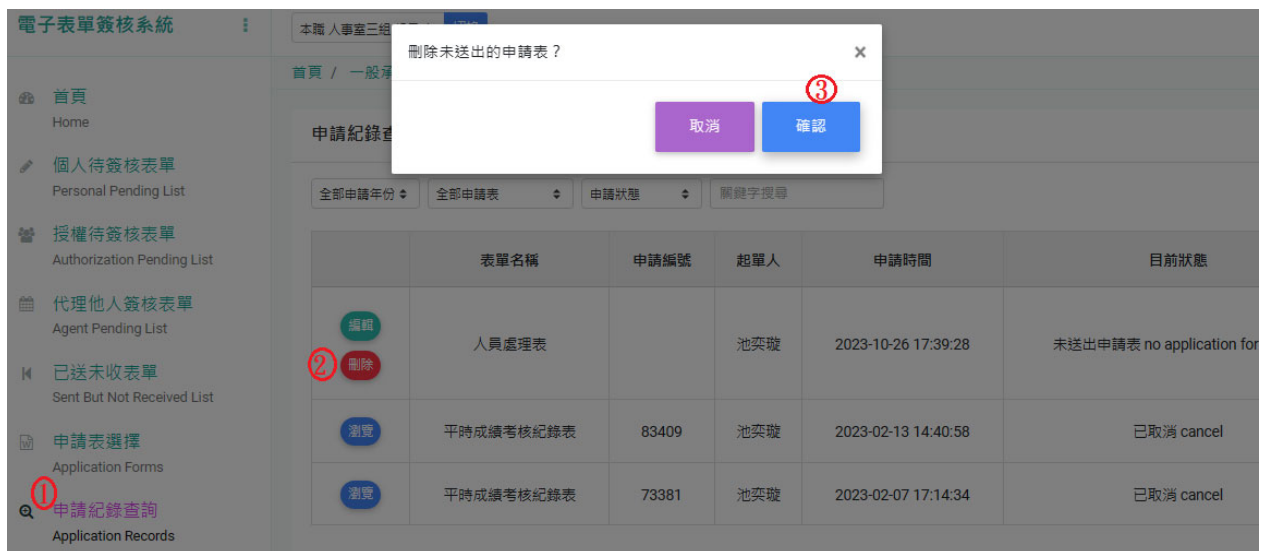 電子表單簽核系統
本職 人事室三組
刪除未送出的申請表？
×
首頁 / 一般承
③
取消
確認
首頁
Home
個人待簽核表單
Personal Pending List
授權待簽核表單
Authorization Pending List
代理他人簽核表單
Agent Pending List
已送未收表單
Sent But Not Received List
申請表選擇
Application Forms
①
申請紀錄查詢
Application Records
申請紀錄查
全部申請年份
全部申請表
申請狀態
關鍵字搜尋
表單名稱 申請編號 起單人 申請時間 目前狀態
編輯
② 刪除
人員處理表 池奕璇 2023-10-26 17:39:28 未送出申請表 no application for
瀏覽 平時成績考核紀錄表 83409 池奕璇 2023-02-13 14:40:58 已取消 cancel
瀏覽 平時成績考核紀錄表 73381 池奕璇 2023-02-07 17:14:34 已取消 cancel